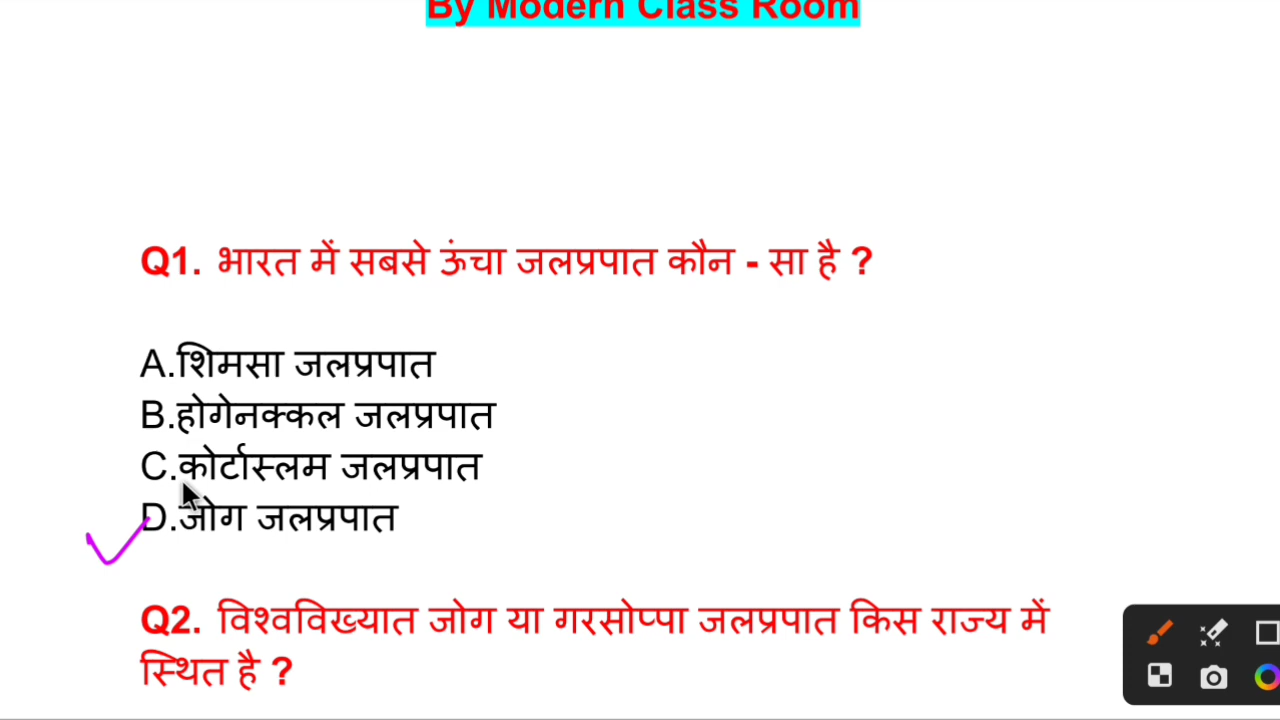 By Modern Class Room
Q1. भारत में सबसे ऊंचा जलप्रपात कौन - सा है ?
A.शिमसा जलप्रपात
B.होगेनक्कल जलप्रपात
C.कोर्टास्लम जलप्रपात
D.जोग जलप्रपात
Q2. विश्वविख्यात जोग या गरसोप्पा जलप्रपात किस राज्य में
स्थित है ?